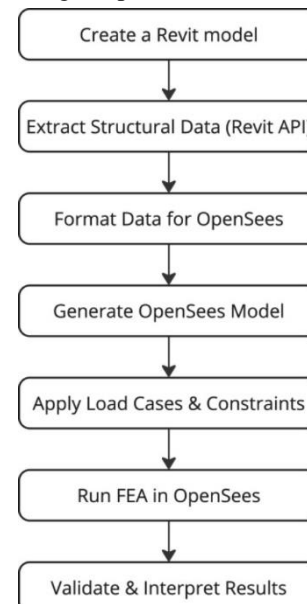 Create a Revit model
Extract Structural Data (Revit API)
Format Data for OpenSees
Generate OpenSees Model
Apply Load Cases & Constraints
Run FEA in OpenSees
Validate & Interpret Results